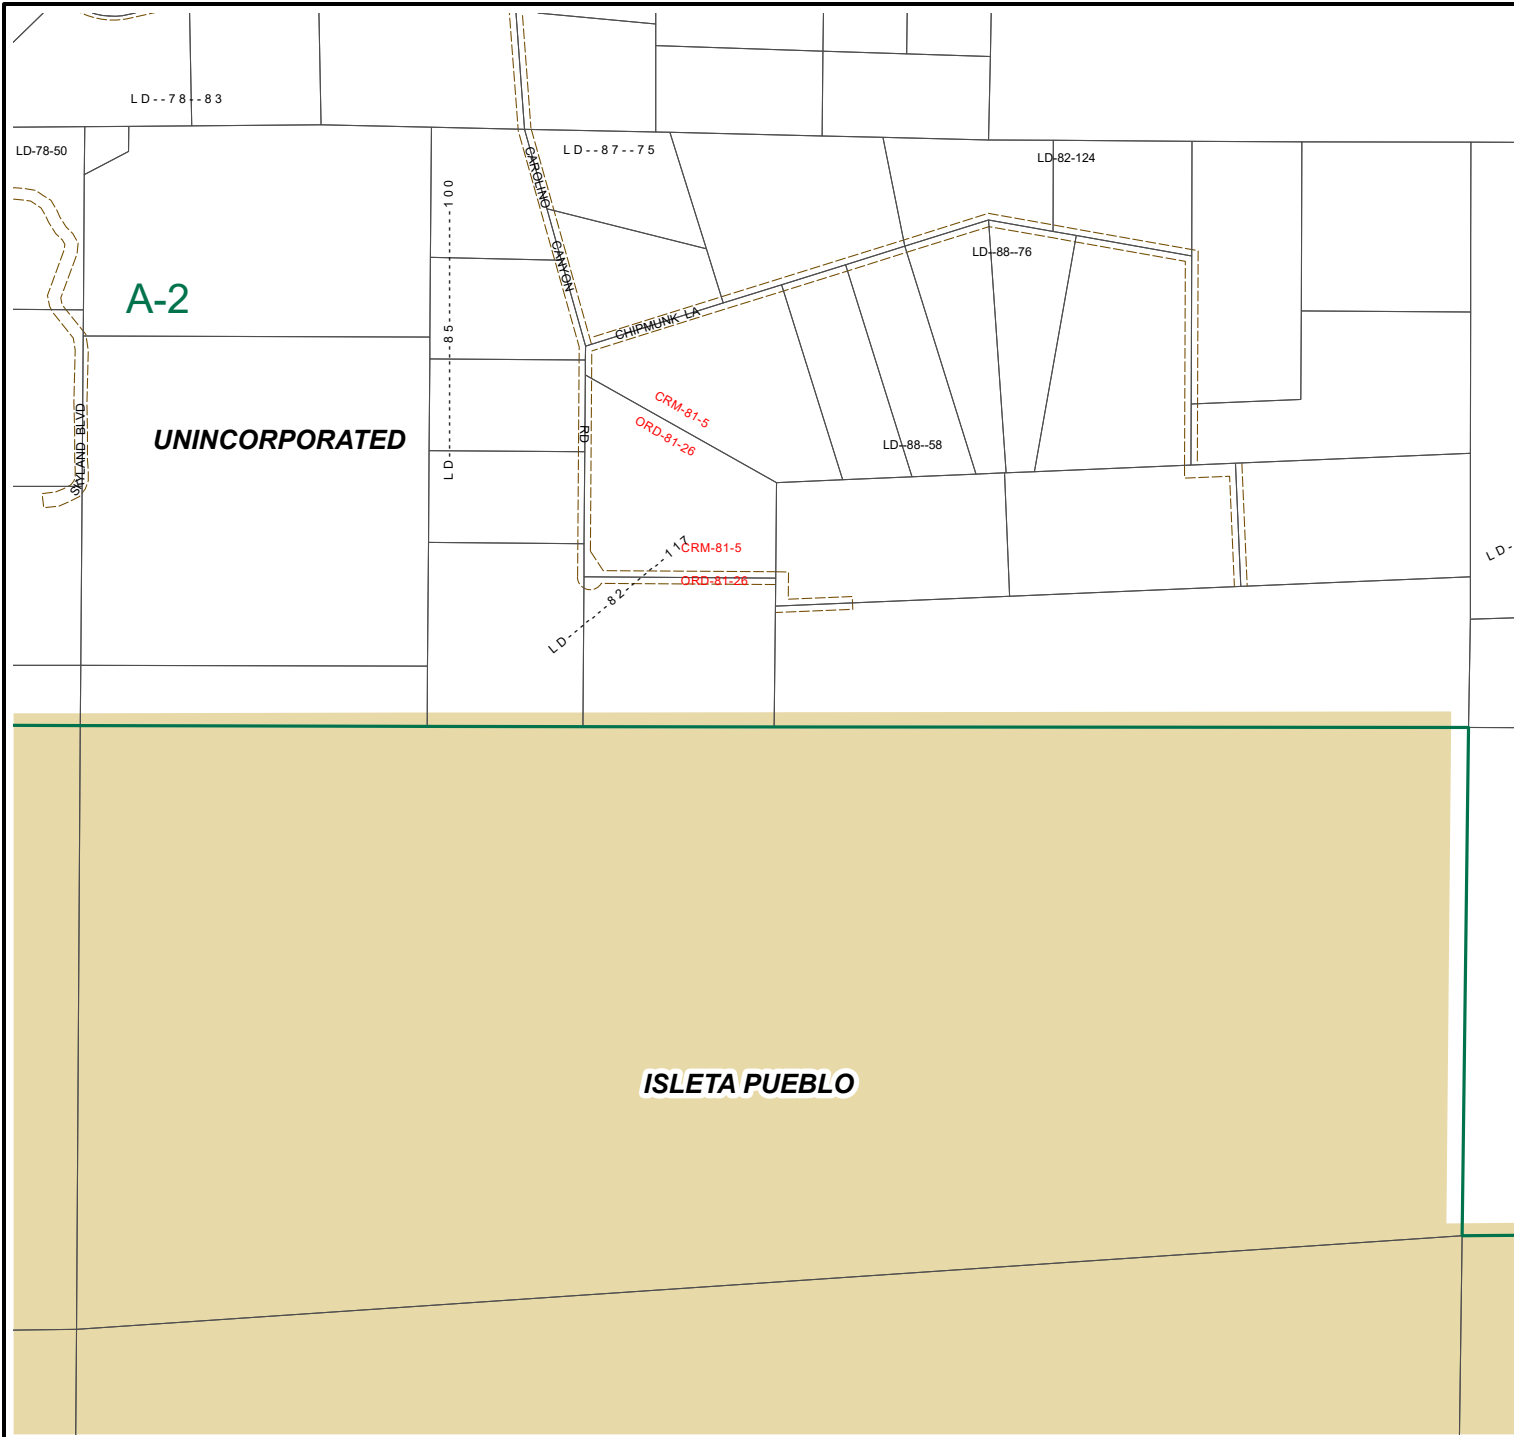 LD--78--83
LD-78-50
LD--87--75
LD-82-124
CAROLINO CANYON RD
LD------85------100
LD--88--76
A-2
CHIPMUNK LA
SKYLAND BLVD
UNINCORPORATED
CRM-81-5
ORD-81-26
LD--88--58
CRM-81-5
ORD-81-26
LD------82------117
LD-
ISLETA PUEBLO